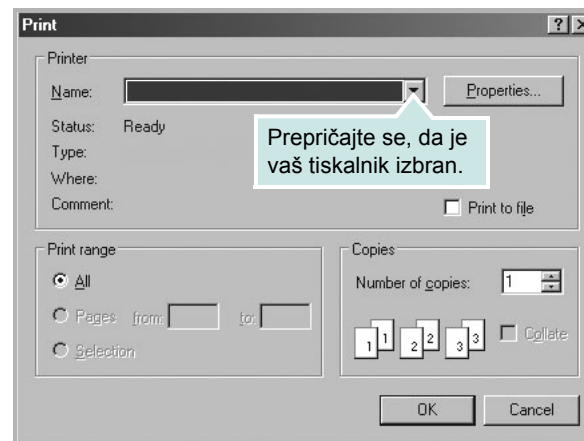 Print
Printer
Name:
Properties...
Status: Ready
Type:
Where:
Comment:
Prepričajte se, da je
vaš tiskalnik izbran.
Print to file
Print range
All
Pages from: to:
Selection
Copies
Number of copies: 1
1 1 2 2 3 3
Collate
OK Cancel